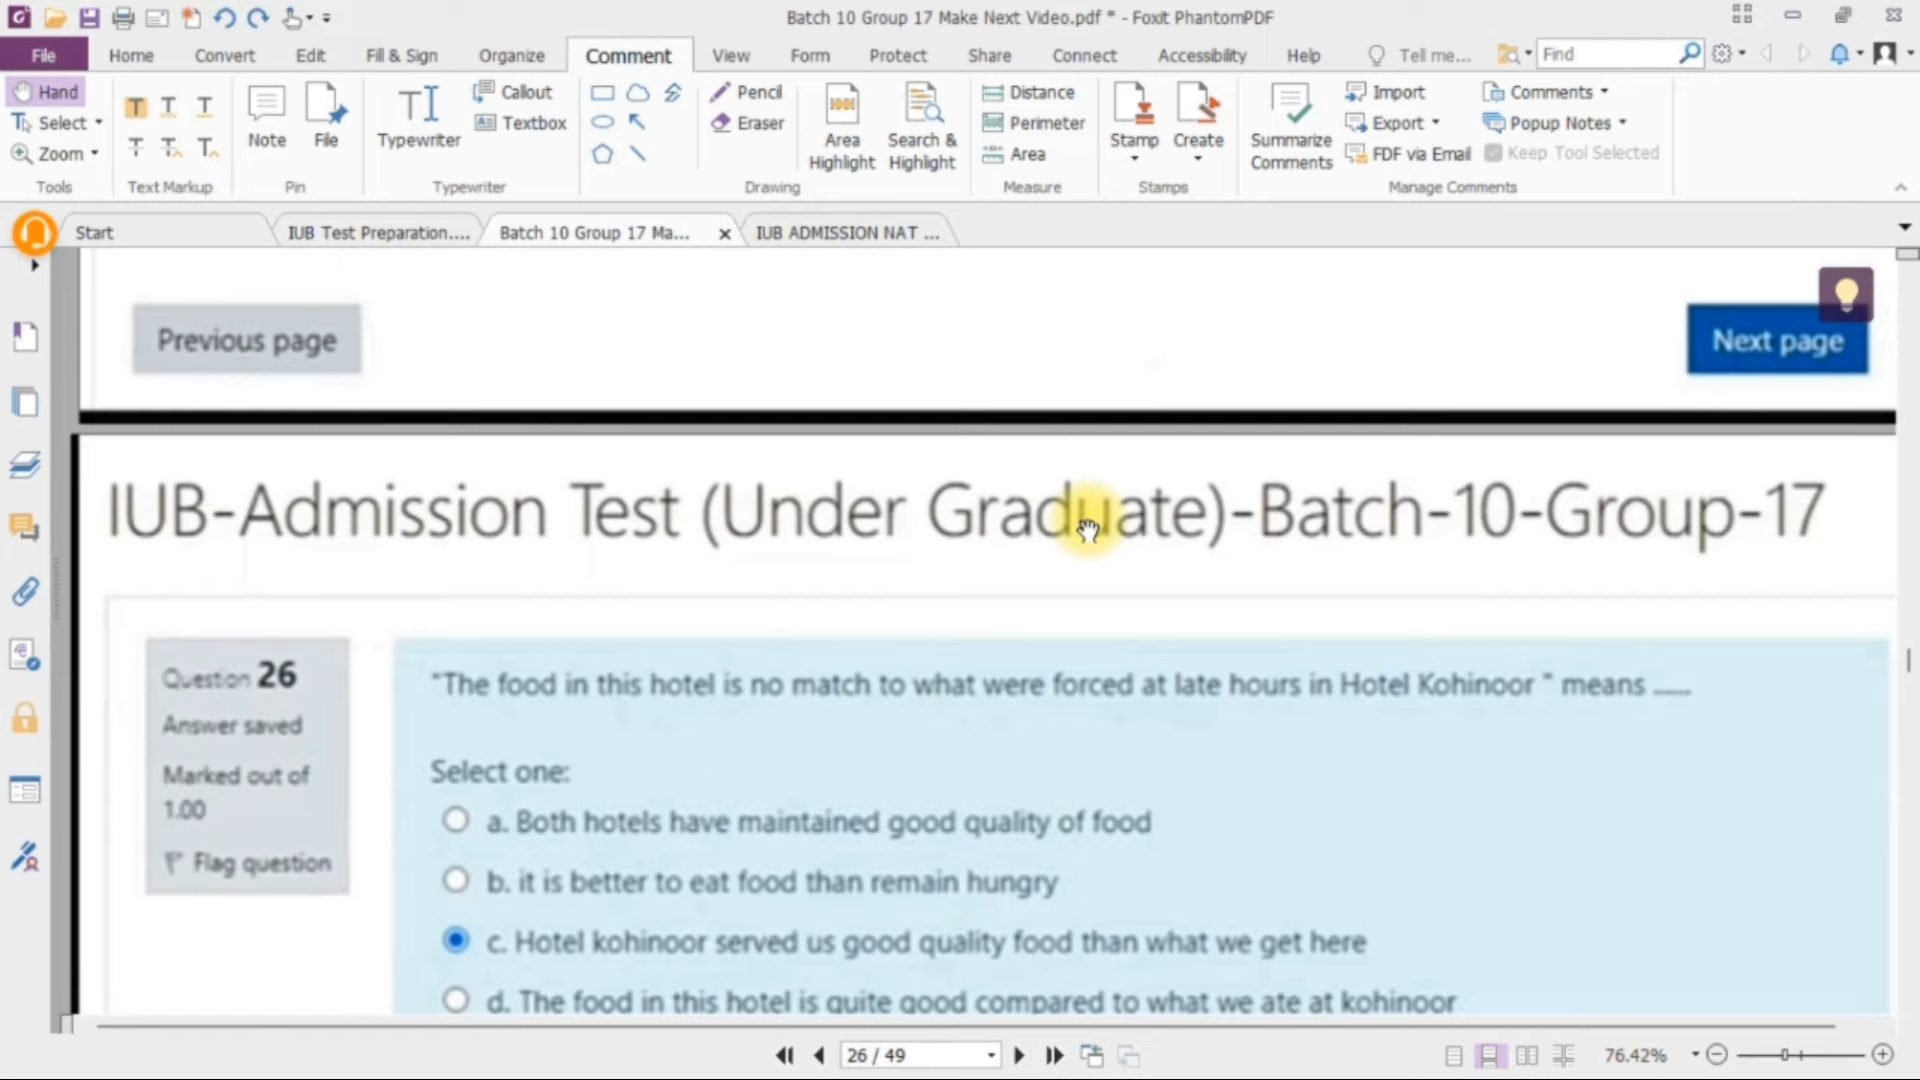 Batch 10 Group 17 Make Next Video.pdf * - Foxit PhantomPDF
File Home Convert Edit Fill & Sign Organize Comment View Form Protect Share Connect Accessibility Help Tell me... Find
Hand
Select
Zoom
Tools
Text Markup
Note File
Pin
Typewriter
Callout
Textbox
Typewriter
Pencil
Eraser
Area Highlight
Search & Highlight
Drawing
Distance
Perimeter
Area
Measure
Stamp Create
Stamps
Summarize Comments
Import
Export
FDF via Email
Comments
Popup Notes
Keep Tool Selected
Manage Comments
Start IUB Test Preparation.... Batch 10 Group 17 Ma... IUB ADMISSION NAT ...
Previous page Next page
IUB-Admission Test (Under Graduate)-Batch-10-Group-17
Question 26
Answer saved
Marked out of
1.00
Flag question
"The food in this hotel is no match to what were forced at late hours in Hotel Kohinoor " means .....
Select one:
a. Both hotels have maintained good quality of food
b. it is better to eat food than remain hungry
c. Hotel kohinoor served us good quality food than what we get here
d. The food in this hotel is quite good compared to what we ate at kohinoor
26 / 49 76.42%